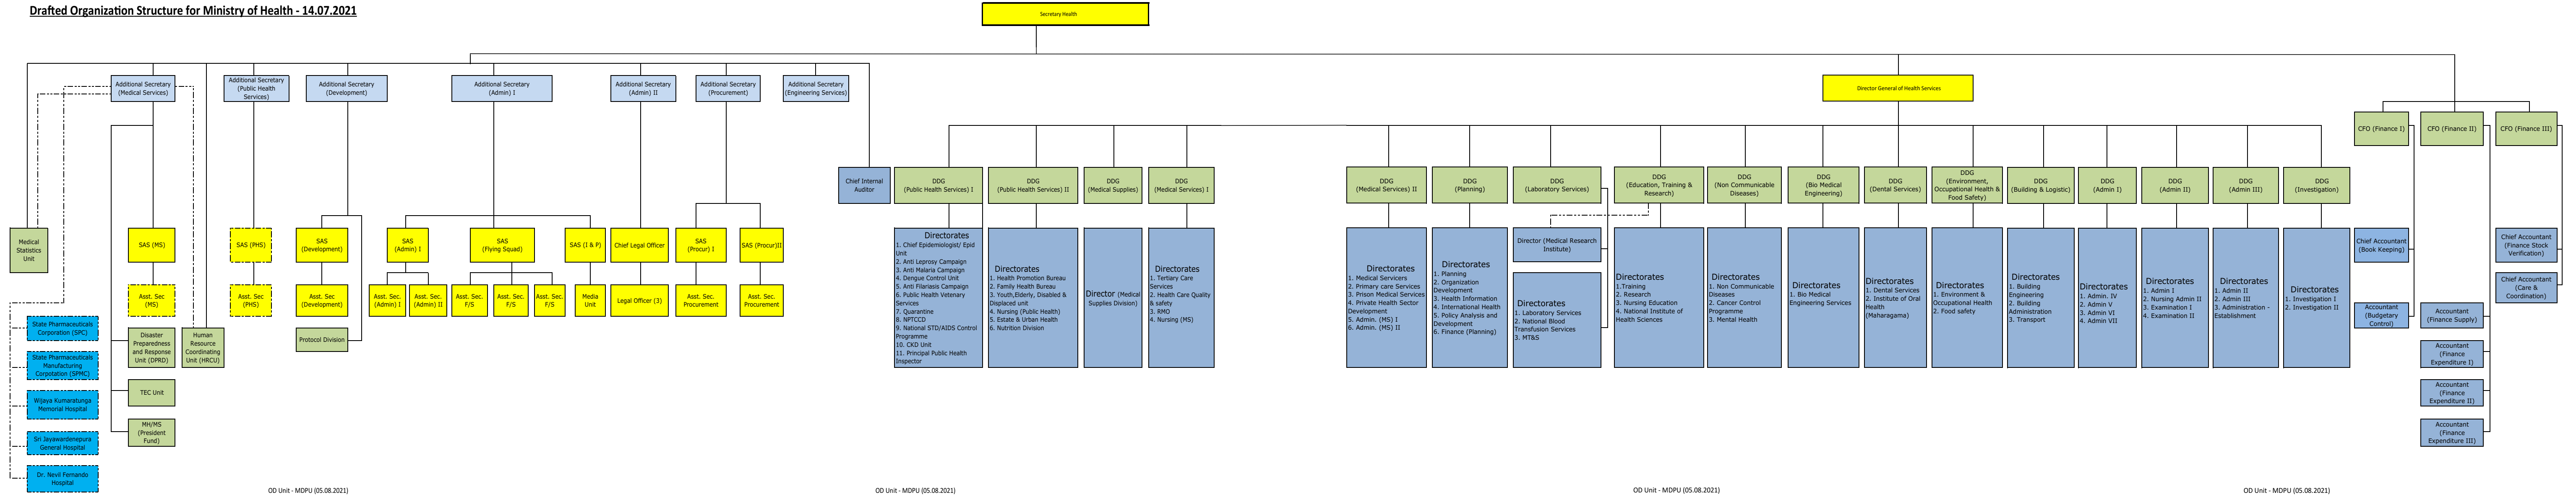 Drafted Organization Structure for Ministry of Health - 14.07.2021
Secretary Health
Additional Secretary
(Medical Services)
Additional Secretary
(Public Health
Services)
Additional Secretary
(Development)
Additional Secretary
(Admin) I
Additional Secretary
(Admin) II
Additional Secretary
(Procurement)
Additional Secretary
(Engineering Services)
Director General of Health Services
CFO (Finance I)
CFO (Finance II)
CFO (Finance III)
Chief Internal
Auditor
DDG
(Public Health Services) I
DDG
(Public Health Services) II
DDG
(Medical Supplies)
DDG
(Medical Services) I
DDG
(Medical Services) II
DDG
(Planning)
DDG
(Laboratory Services)
DDG
(Education, Training &
Research)
DDG
(Non Communicable
Diseases)
DDG
(Bio Medical
Engineering)
DDG
(Dental Services)
DDG
(Environment,
Occupational Health &
Food Safety)
DDG
(Building & Logistic)
DDG
(Admin I)
DDG
(Admin II)
DDG
(Admin III)
DDG
(Investigation)
Medical
Statistics
Unit
SAS (MS)
SAS (PHS)
SAS
(Development)
SAS
(Admin) I
SAS
(Flying Squad)
SAS (I & P)
Chief Legal Officer
SAS
(Procur) I
SAS (Procur)II
Asst. Sec
(MS)
Asst. Sec
(PHS)
Asst. Sec
(Development)
Asst. Sec.
(Admin) I
Asst. Sec.
(Admin) II
Asst. Sec.
F/S
Asst. Sec.
F/S
Asst. Sec.
F/S
Media
Unit
Legal Officer (3)
Asst. Sec.
Procurement
Asst. Sec.
Procurement
State Pharmaceuticals
Corporation (SPC)
State Pharmaceuticals
Manufacturing
Corpotation (SPMC)
Wijaya Kumaratunga
Memorial Hospital
Sri Jayawardenepura
General Hospital
Dr. Nevil Fernando
Hospital
Disaster
Preparedness
and Response
Unit (DPRD)
Human
Resource
Coordinating
Unit (HRCU)
TEC Unit
MH/MS
(President
Fund)
Protocol Division
Directorates
1. Chief Epidemiologist/ Epid
Unit
2. Anti Leprosy Campaign
3. Anti Malaria Campaign
4. Dengue Control Unit
5. Anti Filariasis Campaign
6. Public Health Vetenary
Services
7. Quarantine
8. NPTCCD
9. National STD/AIDS Control
Programme
10. CKD Unit
11. Principal Public Health
Inspector
Directorates
1. Health Promotion Bureau
2. Family Health Bureau
3. Youth,Elderly, Disabled &
Displaced unit
4. Nursing (Public Health)
5. Estate & Urban Health
6. Nutrition Division
Director (Medical
Supplies Division)
Directorates
1. Tertiary Care
Services
2. Health Care Quality
& safety
3. RMO
4. Nursing (MS)
Directorates
1. Medical Servicers
2. Primary care Services
3. Prison Medical Services
4. Private Health Sector
Development
5. Admin. (MS) I
6. Admin. (MS) II
Directorates
1. Planning
2. Organization
Development
3. Health Information
4. International Health
5. Policy Analysis and
Development
6. Finance (Planning)
Director (Medical Research
Institute)
Directorates
1. Laboratory Services
2. National Blood
Transfusion Services
3. MT&S
Directorates
1.Training
2. Research
3. Nursing Education
4. National Institute of
Health Sciences
Directorates
1. Non Communicable
Diseases
2. Cancer Control
Programme
3. Mental Health
Directorates
1. Bio Medical
Engineering Services
Directorates
1. Dental Services
2. Institute of Oral
Health
(Maharagama)
Directorates
1. Environment &
Occupational Health
2. Food safety
Directorates
1. Building
Engineering
2. Building
Administration
3. Transport
Directorates
1. Admin. IV
2. Admin V
3. Admin VI
4. Admin VII
Directorates
1. Admin I
2. Nursing Admin II
3. Examination I
4. Examination II
Directorates
1. Admin II
2. Admin III
3. Administration -
Establishment
Directorates
1. Investigation I
2. Investigation II
Chief Accountant
(Book Keeping)
Accountant
(Budgetary
Control)
Accountant
(Finance Supply)
Accountant
(Finance
Expenditure I)
Accountant
(Finance
Expenditure II)
Accountant
(Finance
Expenditure III)
Chief Accountant
(Finance Stock
Verification)
Chief Accountant
(Care &
Coordination)
OD Unit - MDPU (05.08.2021)
OD Unit - MDPU (05.08.2021)
OD Unit - MDPU (05.08.2021)
OD Unit - MDPU (05.08.2021)